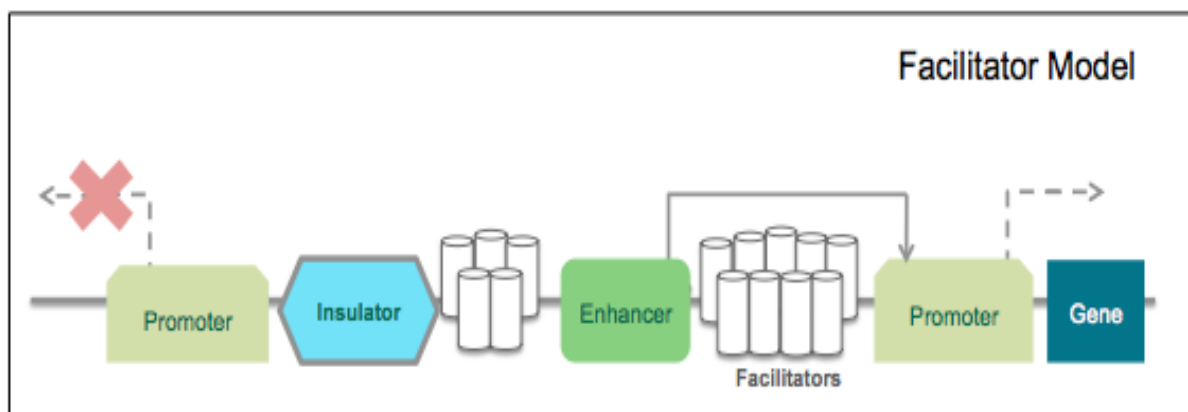 Facilitator Model
Promoter
Insulator
Enhancer
Promoter
Gene
Facilitators